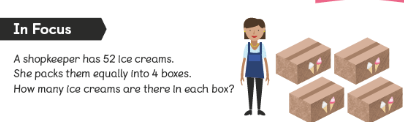 In Focus
A shopkeeper has 52 ice creams.
She packs them equally into 4 boxes.
How many ice creams are there in each box?